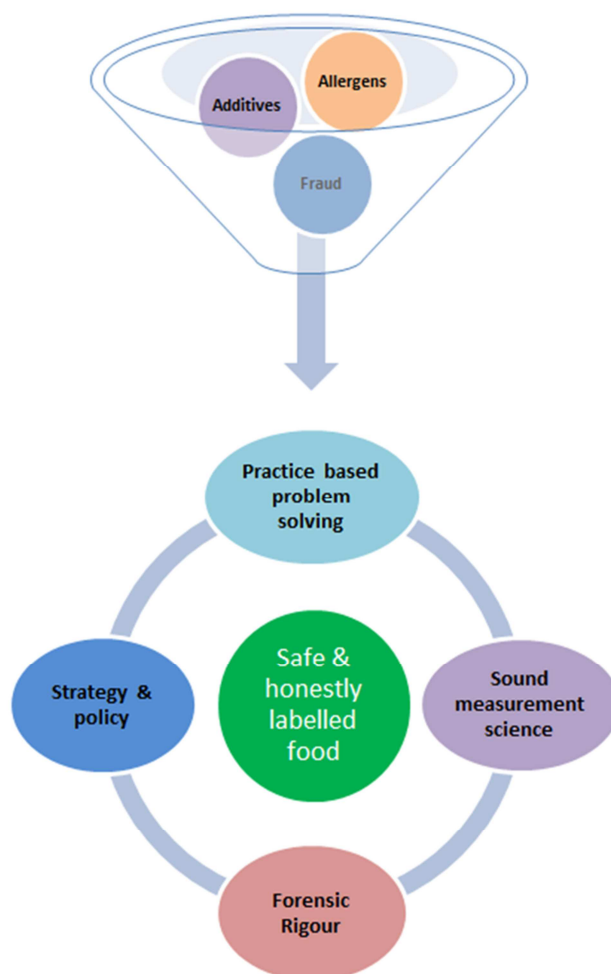 Allergens
Additives
Fraud
Practice based
problem
solving
Safe &
honestly
labelled
food
Strategy &
policy
Sound
measurement
science
Forensic
Rigour